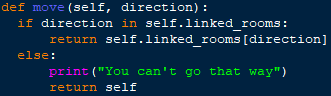 def move(self, direction):
  if direction in self.linked_rooms:
    return self.linked_rooms[direction]
  else:
    print("You can't go that way")
    return self